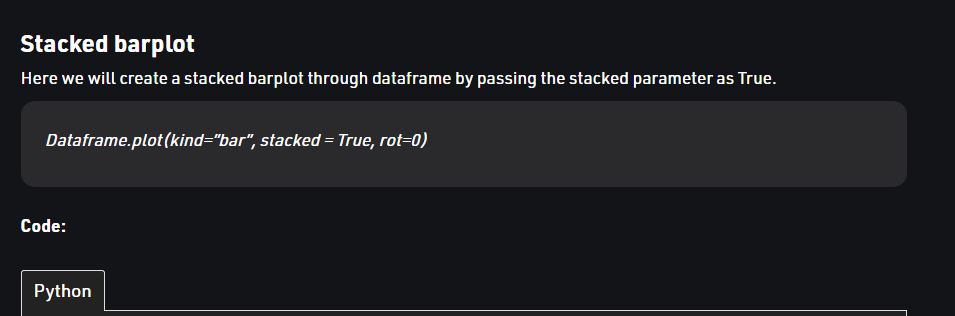 Stacked barplot
Here we will create a stacked barplot through dataframe by passing the stacked parameter as True.
Dataframe.plot(kind=”bar”, stacked = True, rot=0)
Code:
Python